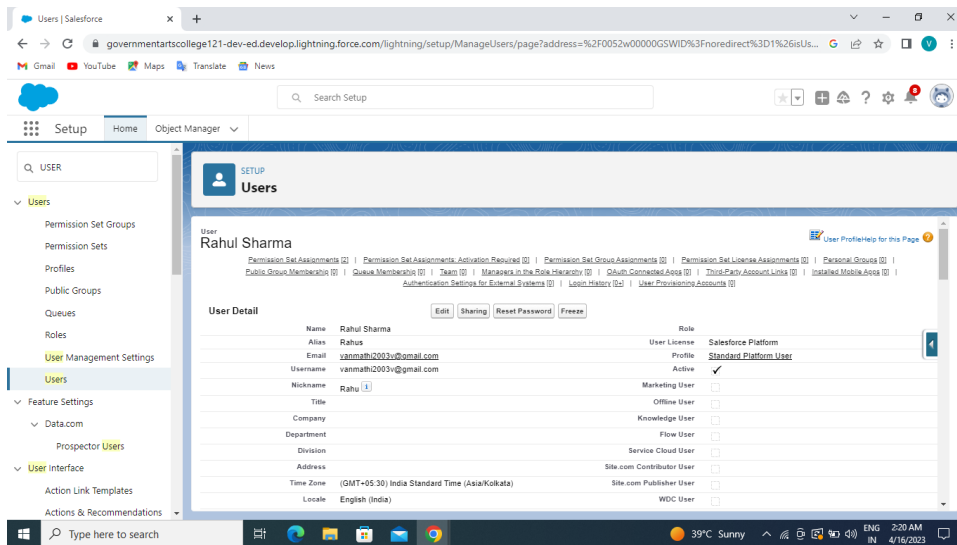 Users | Salesforce
governmentartscollege121-dev-ed.develop.lightning.force.com/lightning/setup/ManageUsers/page?address=%2F0052w00000GSWID%3Fnoredirect%3D1%26isUs...
Gmail YouTube Maps Translate News
Search Setup
8
Setup Home Object Manager
USER
Users
Permission Set Groups
Permission Sets
Profiles
Public Groups
Queues
Roles
User Management Settings
Users
Feature Settings
Data.com
Prospector Users
User Interface
Action Link Templates
Actions & Recommendations
SETUP
Users
User
Rahul Sharma
User Profile Help for this Page
Permission Set Assignments [2] | Permission Set Assignments: Activation Required [0] | Permission Set Group Assignments [0] | Permission Set License Assignments [0] | Personal Groups [0] |
Public Group Membership [0] | Queue Membership [0] | Team [0] | Managers in the Role Hierarchy [0] | OAuth Connected Apps [0] | Third-Party Account Links [0] | Installed Mobile Apps [0] |
Authentication Settings for External Systems [0] | Login History [0+] | User Provisioning Accounts [0]
User Detail Edit Sharing Reset Password Freeze
Name Rahul Sharma Role
Alias Rahus User License Salesforce Platform
Email vanmathi2003v@gmail.com Profile Standard Platform User
Username vanmathi2003v@gmail.com Active
Nickname Rahu i Marketing User
Title Offline User
Company Knowledge User
Department Flow User
Division Service Cloud User
Address Site.com Contributor User
Time Zone (GMT+05:30) India Standard Time (Asia/Kolkata) Site.com Publisher User
Locale English (India) WDC User
Type here to search
39°C Sunny
ENG 2:20 AM
IN 4/16/2023